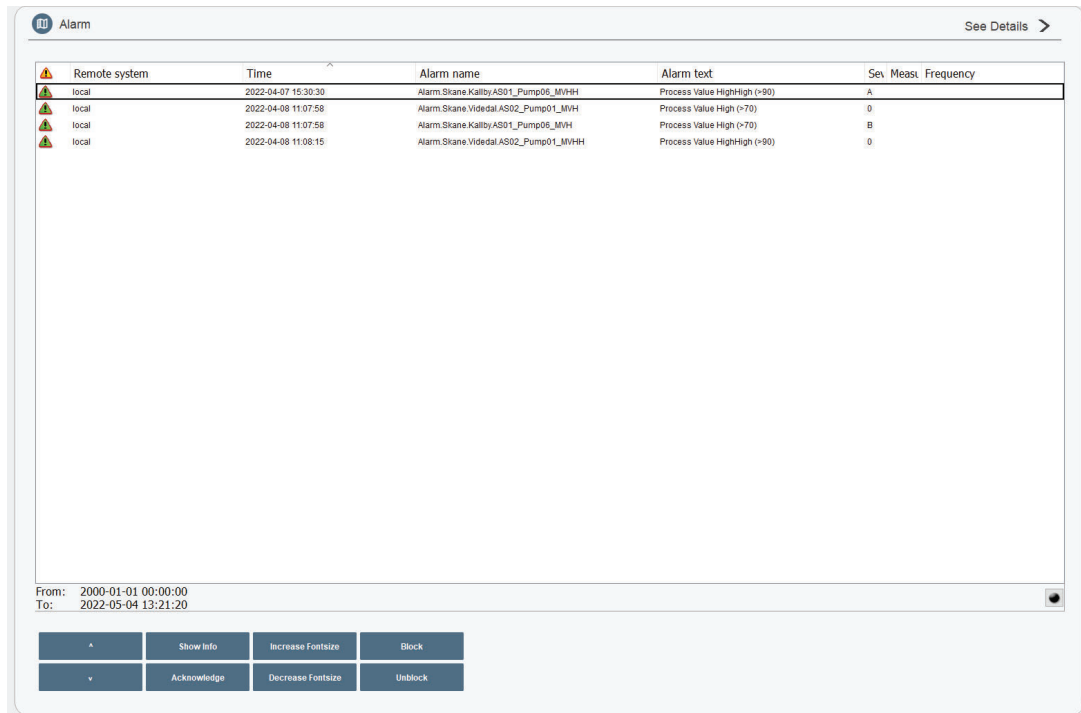 Alarm
See Details
Remote system Time Alarm name Alarm text Sev Measu Frequency
local 2022-04-07 15:30:30 Alarm.Skane.Kallby.AS01_Pump06_MVHH Process Value HighHigh (>90) A
local 2022-04-08 11:07:58 Alarm.Skane.Videdal.AS02_Pump01_MVH Process Value High (>70) 0
local 2022-04-08 11:07:58 Alarm.Skane.Kallby.AS01_Pump06_MVH Process Value High (>70) B
local 2022-04-08 11:08:15 Alarm.Skane.Videdal.AS02_Pump01_MVHH Process Value HighHigh (>90) 0
From: 2000-01-01 00:00:00
To: 2022-05-04 13:21:20
^ Show Info Increase Fontsize Block
v Acknowledge Decrease Fontsize Unblock